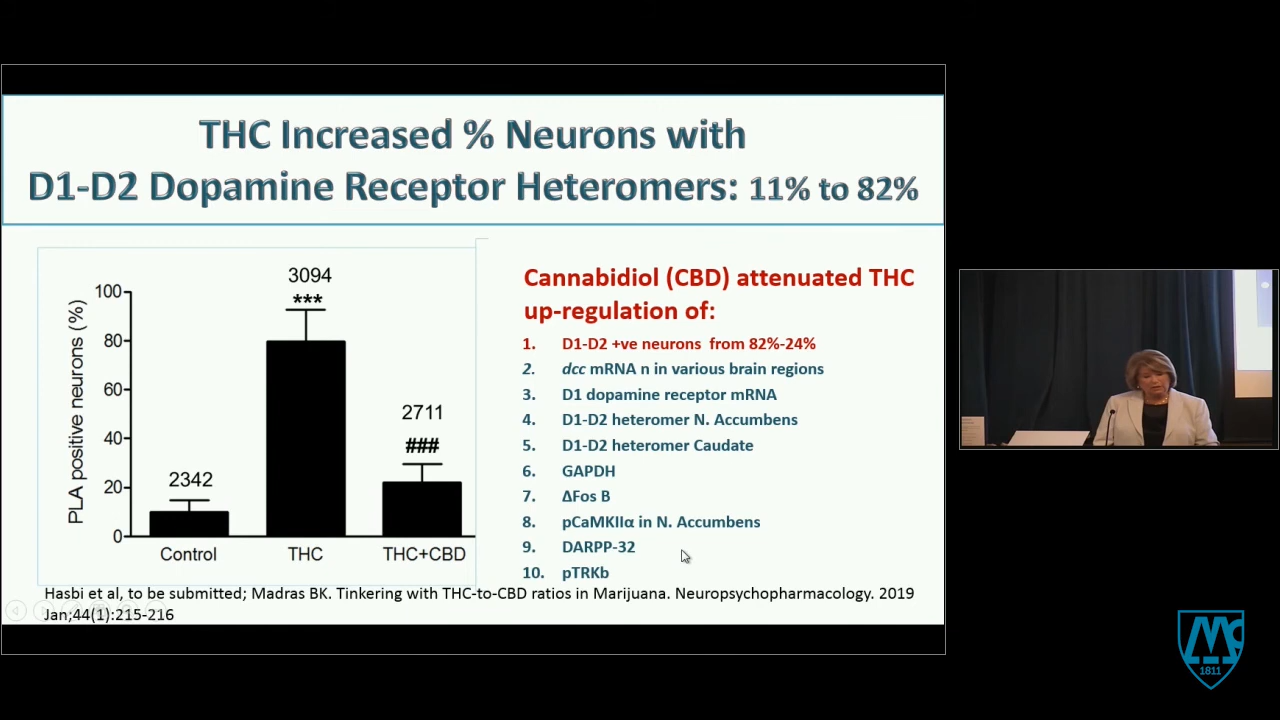 THC Increased % Neurons with
D1-D2 Dopamine Receptor Heteromers: 11% to 82%
PLA positive neurons (%)
100
80
60
40
20
0
2342
3094
***
2711
###
Control
THC
THC+CBD
Cannabidiol (CBD) attenuated THC
up-regulation of:
1. D1-D2 +ve neurons from 82%-24%
2. dcc mRNA n in various brain regions
3. D1 dopamine receptor mRNA
4. D1-D2 heteromer N. Accumbens
5. D1-D2 heteromer Caudate
6. GAPDH
7. ΔFos B
8. pCaMKIIα in N. Accumbens
9. DARPP-32
10. pTRKb
Hasbi et al, to be submitted; Madras BK. Tinkering with THC-to-CBD ratios in Marijuana. Neuropsychopharmacology. 2019
Jan;44(1):215-216
1811